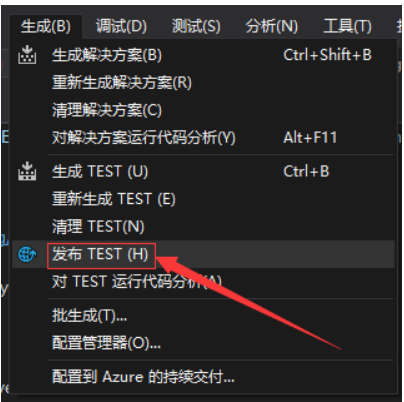 生成(B) 调试(D) 测试(S) 分析(N) 工具(T)
生成解决方案(B) Ctrl+Shift+B
重新生成解决方案(R)
清理解决方案(C)
对解决方案运行代码分析(Y) Alt+F11
生成 TEST (U) Ctrl+B
重新生成 TEST (E)
清理 TEST(N)
发布 TEST (H)
对 TEST 运行代码分析(A)
批生成(T)...
配置管理器(O)...
配置到 Azure 的持续交付...